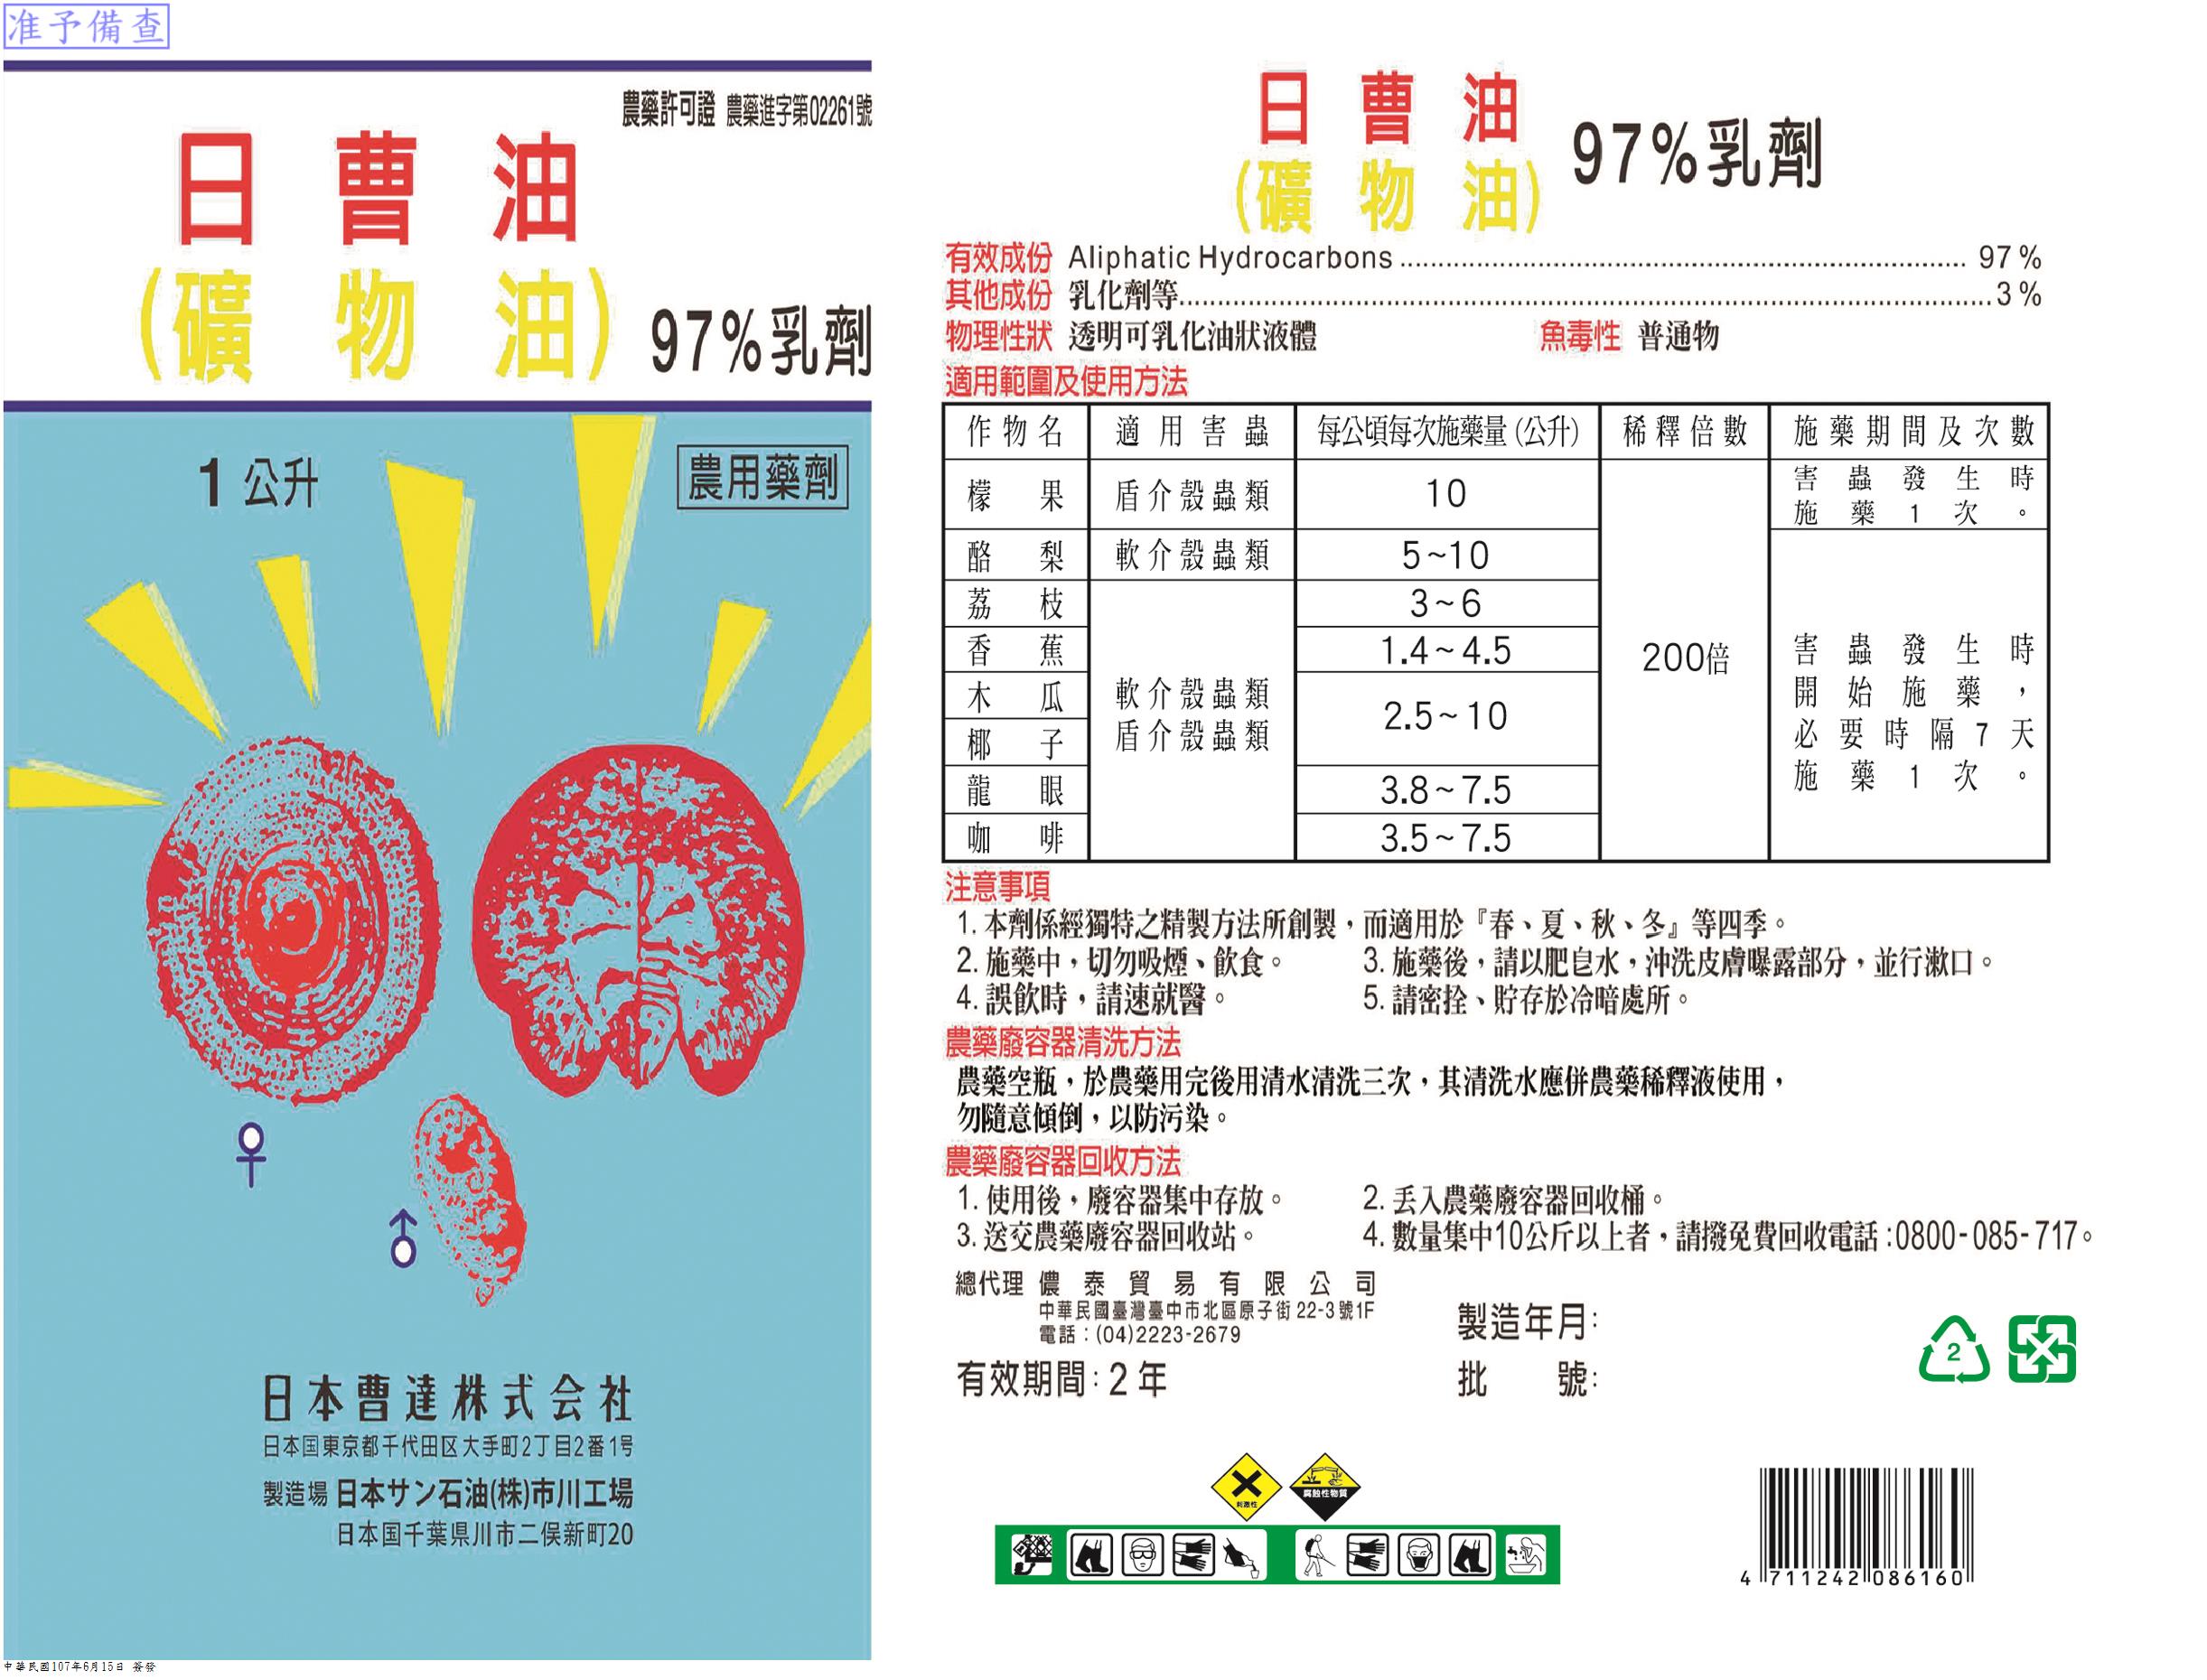 准予備查
農藥許可證 農藥進字第02261號
日曹油
(礦物油) 97%乳劑
1 公升
農用藥劑
♀
♂
日本曹達株式会社
日本国東京都千代田区大手町2丁目2番1号
製造場 日本サン石油(株)市川工場
日本国千葉県川市二俣新町20
中華民國107年6月15日 簽發
日曹油
(礦物油) 97%乳劑
有效成份 Aliphatic Hydrocarbons 97%
其他成份 乳化劑等 3%
物理性狀 透明可乳化油狀液體 魚毒性 普通物
適用範圍及使用方法
作物名 適用害蟲 每公頃每次施藥量(公升) 稀釋倍數 施藥期間及次數
檬果 盾介殼蟲類 10 200倍 害蟲發生時
施藥1次。
酪梨 軟介殼蟲類 5~10
荔枝 3~6
香蕉 1.4~4.5
木瓜 2.5~10
椰子
龍眼 3.8~7.5
咖啡 3.5~7.5
軟介殼蟲類
盾介殼蟲類
害蟲發生時
開始施藥，
必要時隔7天
施藥1次。
注意事項
1. 本劑係經獨特之精製方法所創製，而適用於『春、夏、秋、冬』等四季。
2. 施藥中，切勿吸煙、飲食。 3. 施藥後，請以肥皂水，沖洗皮膚曝露部分，並行漱口。
4. 誤飲時，請速就醫。 5. 請密拴、貯存於冷暗處所。
農藥廢容器清洗方法
農藥空瓶，於農藥用完後用清水清洗三次，其清洗水應併農藥稀釋液使用，
勿隨意傾倒，以防污染。
農藥廢容器回收方法
1. 使用後，廢容器集中存放。 2. 丟入農藥廢容器回收桶。
3. 送交農藥廢容器回收站。 4. 數量集中10公斤以上者，請撥免費回收電話:0800-085-717。
總代理 儂泰貿易有限公司
中華民國臺灣臺中市北區原子街22-3號1F
電話：(04)2223-2679
製造年月:
有效期間: 2 年
批號:
2
刺激性
腐蝕性物質
4 711242 086160